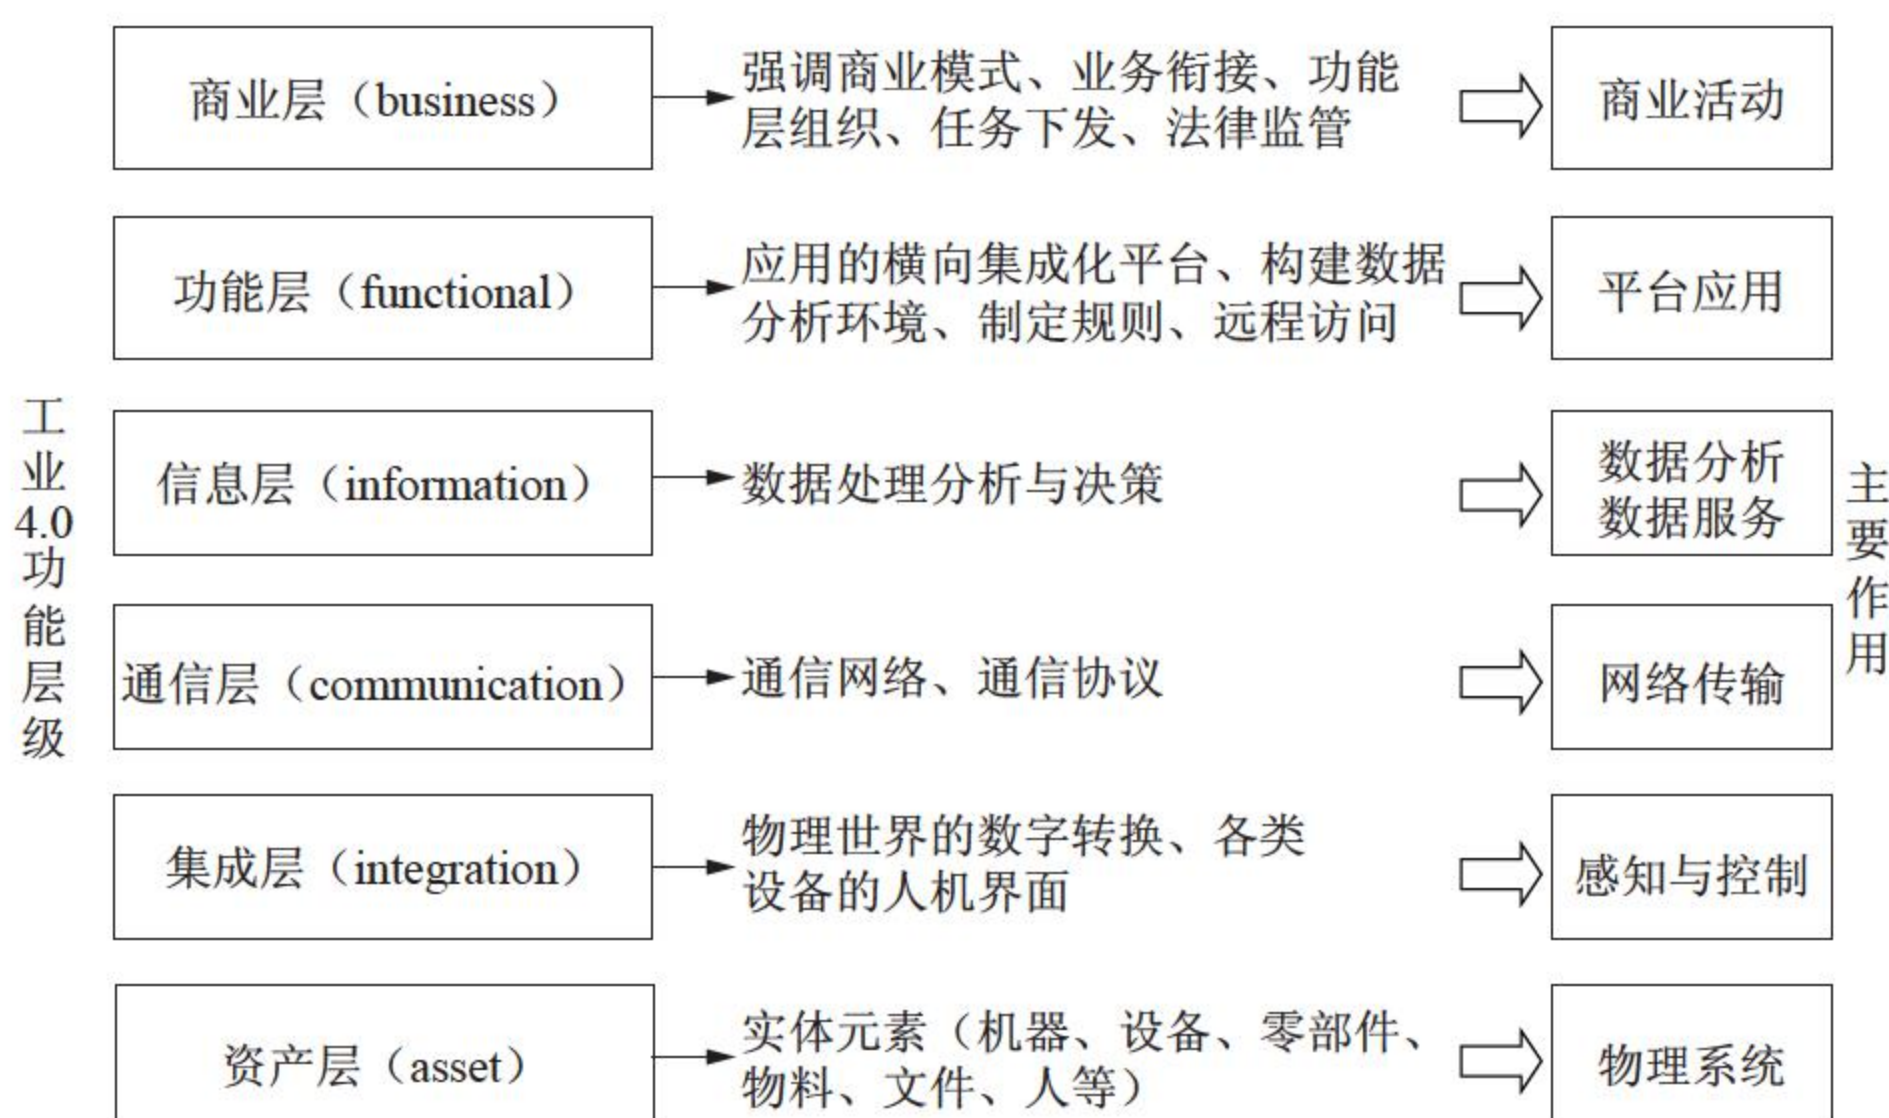 工业4.0功能层级
商业层（business）
强调商业模式、业务衔接、功能
层组织、任务下发、法律监管
商业活动
功能层（functional）
应用的横向集成化平台、构建数据
分析环境、制定规则、远程访问
平台应用
信息层（information）
数据处理分析与决策
数据分析
数据服务
通信层（communication）
通信网络、通信协议
网络传输
集成层（integration）
物理世界的数字转换、各类
设备的人机界面
感知与控制
资产层（asset）
实体元素（机器、设备、零部件、
物料、文件、人等）
物理系统
主要作用